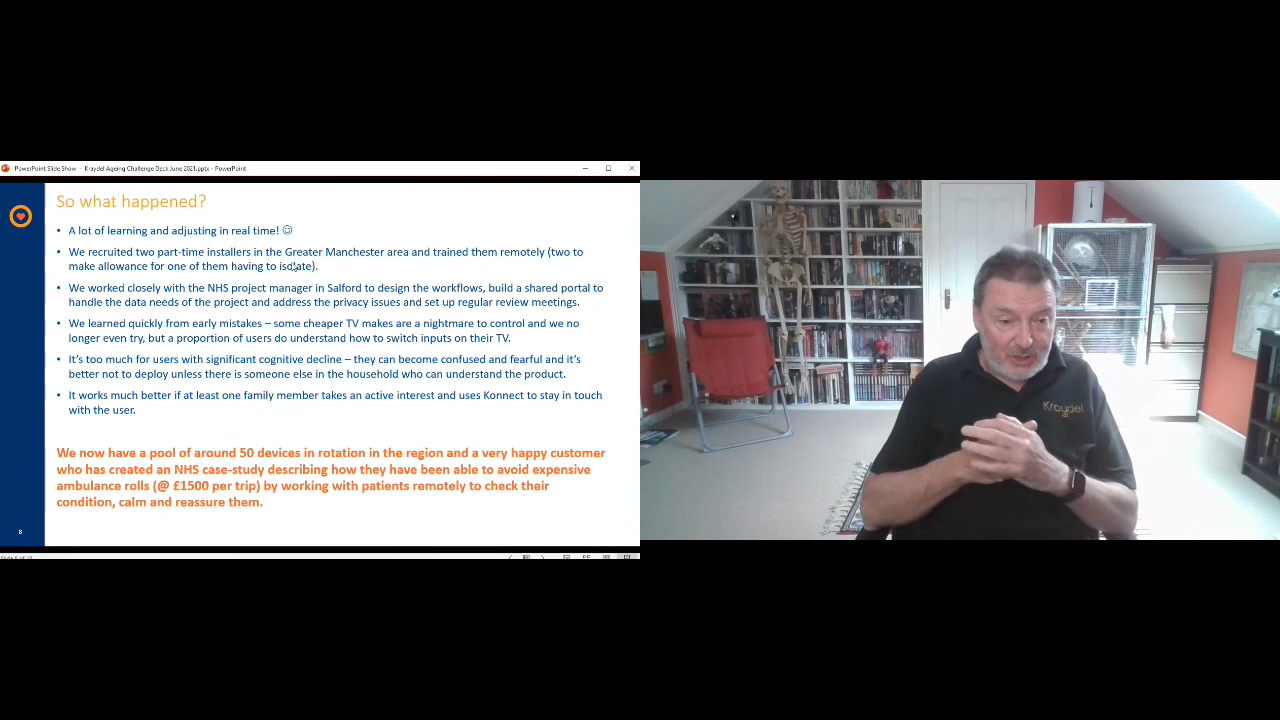 PowerPoint Slide Show - Kraydel Ageing Challenge Deck June 2021.pptx - PowerPoint
So what happened?
• A lot of learning and adjusting in real time! ☺
• We recruited two part-time installers in the Greater Manchester area and trained them remotely (two to
make allowance for one of them having to isolate).
• We worked closely with the NHS project manager in Salford to design the workflows, build a shared portal to
handle the data needs of the project and address the privacy issues and set up regular review meetings.
• We learned quickly from early mistakes – some cheaper TV makes are a nightmare to control and we no
longer even try, but a proportion of users do understand how to switch inputs on their TV.
• It's too much for users with significant cognitive decline – they can become confused and fearful and it's
better not to deploy unless there is someone else in the household who can understand the product.
• It works much better if at least one family member takes an active interest and uses Konnect to stay in touch
with the user.
We now have a pool of around 50 devices in rotation in the region and a very happy customer
who has created an NHS case-study describing how they have been able to avoid expensive
ambulance rolls (@ £1500 per trip) by working with patients remotely to check their
condition, calm and reassure them.
8
Kraydel